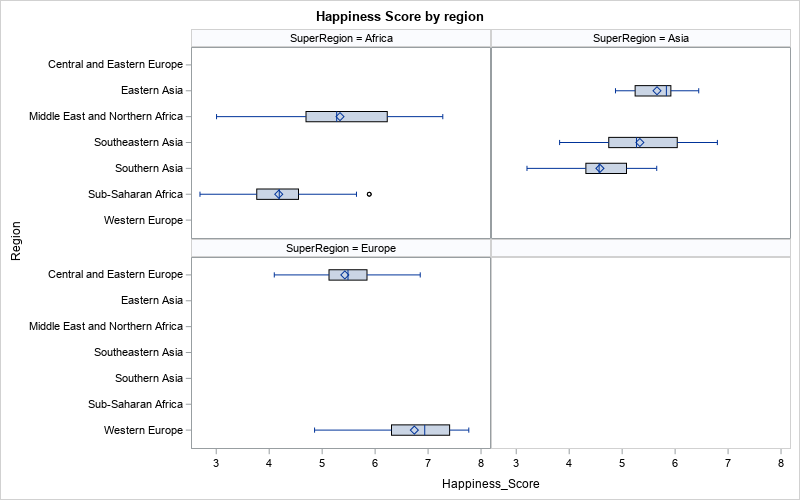 Happiness Score by region
SuperRegion = Africa
SuperRegion = Asia
Central and Eastern Europe
Eastern Asia
Middle East and Northern Africa
Southeastern Asia
Southern Asia
Sub-Saharan Africa
Western Europe
Region
SuperRegion = Europe
Central and Eastern Europe
Eastern Asia
Middle East and Northern Africa
Southeastern Asia
Southern Asia
Sub-Saharan Africa
Western Europe
3 4 5 6 7 8 3 4 5 6 7 8
Happiness_Score